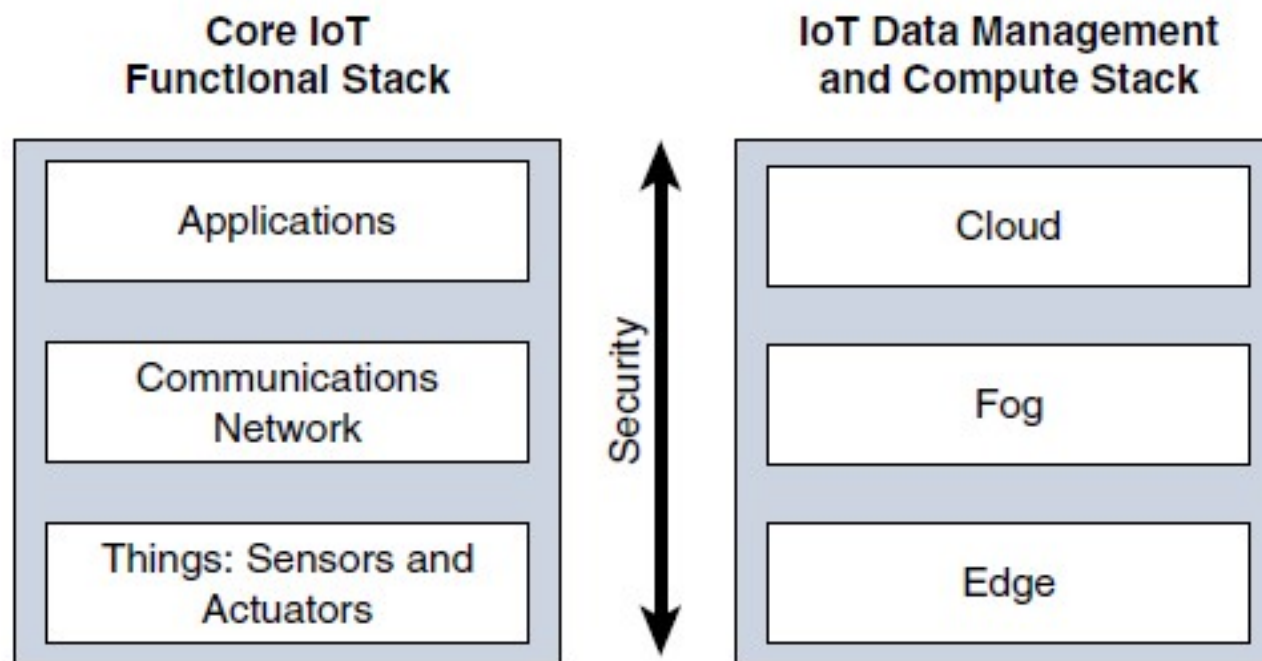 Core IoT
Functional Stack
IoT Data Management
and Compute Stack
Applications
Communications
Network
Things: Sensors and
Actuators
Security
Cloud
Fog
Edge